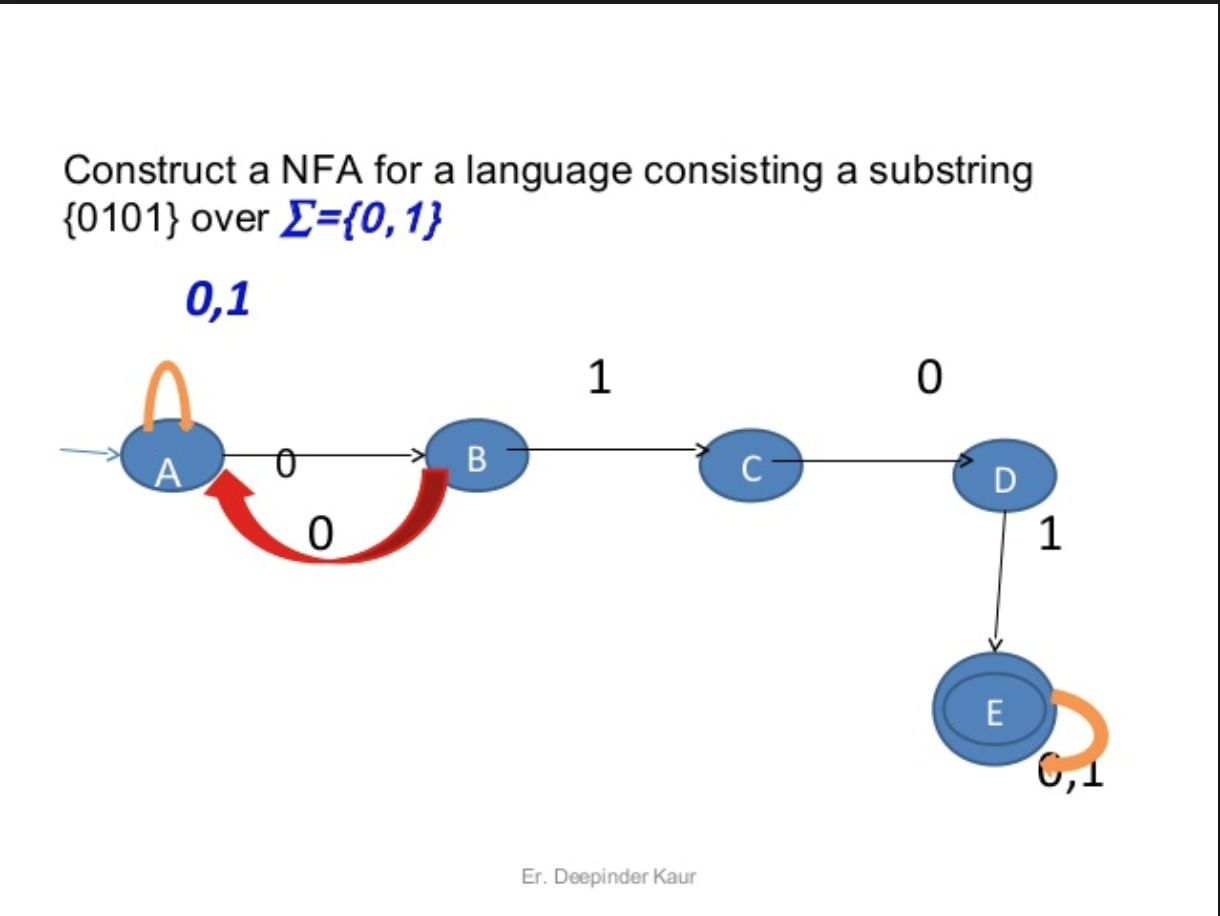 Construct a NFA for a language consisting a substring
{0101} over Σ={0,1}
0,1
1
0
A
0
B
C
D
0
1
E
0,1
Er. Deepinder Kaur